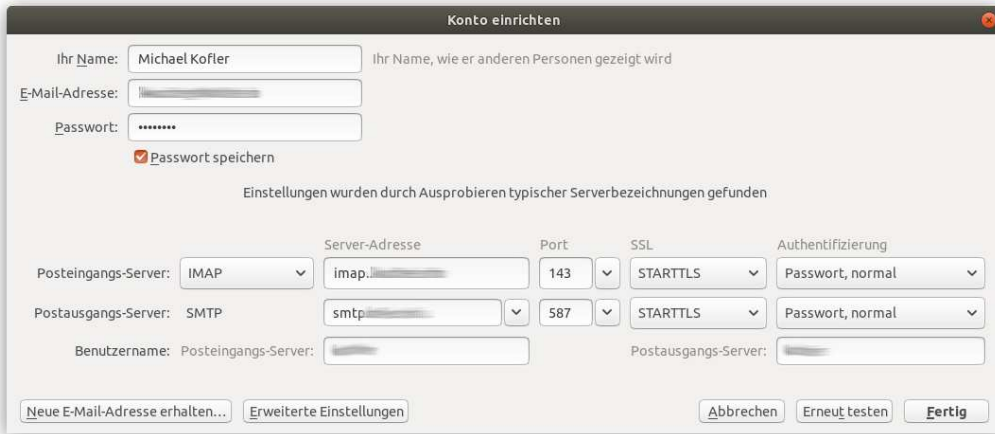 Konto einrichten
Ihr Name: Michael Kofler Ihr Name, wie er anderen Personen gezeigt wird
E-Mail-Adresse:
Passwort: ••••••••
Passwort speichern
Einstellungen wurden durch Ausprobieren typischer Serverbezeichnungen gefunden
Server-Adresse Port SSL Authentifizierung
Posteingangs-Server: IMAP imap. 143 STARTTLS Passwort, normal
Postausgangs-Server: SMTP smtp 587 STARTTLS Passwort, normal
Benutzername: Posteingangs-Server: Postausgangs-Server:
Neue E-Mail-Adresse erhalten... Erweiterte Einstellungen Abbrechen Erneut testen Fertig